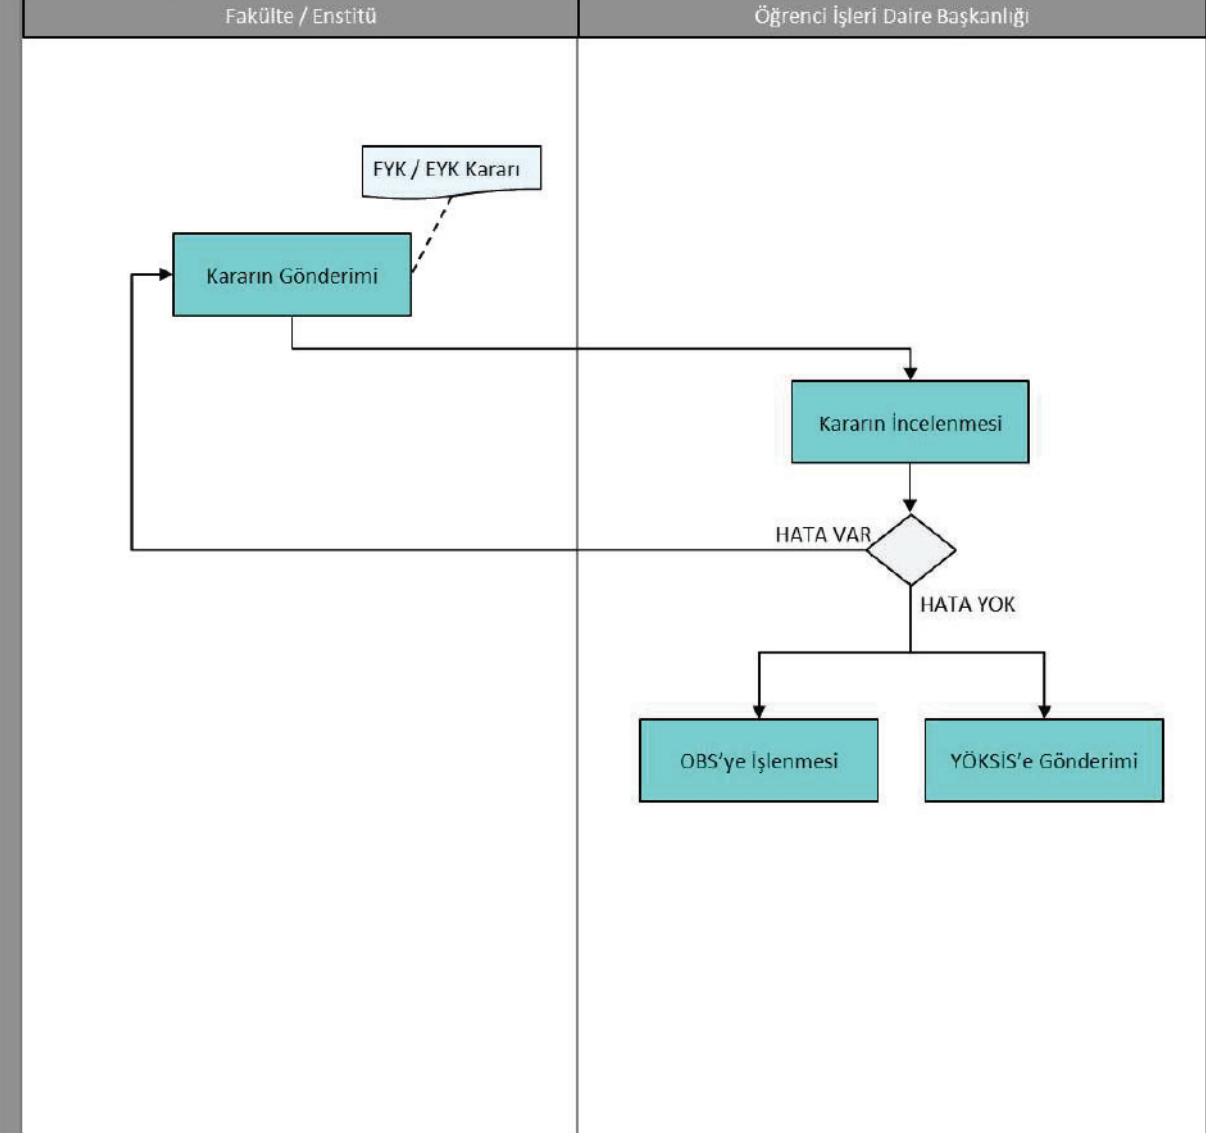 Fakülte / Enstitü
Öğrenci İşleri Daire Başkanlığı
FYK / EYK Kararı
Kararın Gönderimi
Kararın İncelenmesi
HATA VAR
HATA YOK
OBS'ye İşlenmesi
YÖKSİS'e Gönderimi